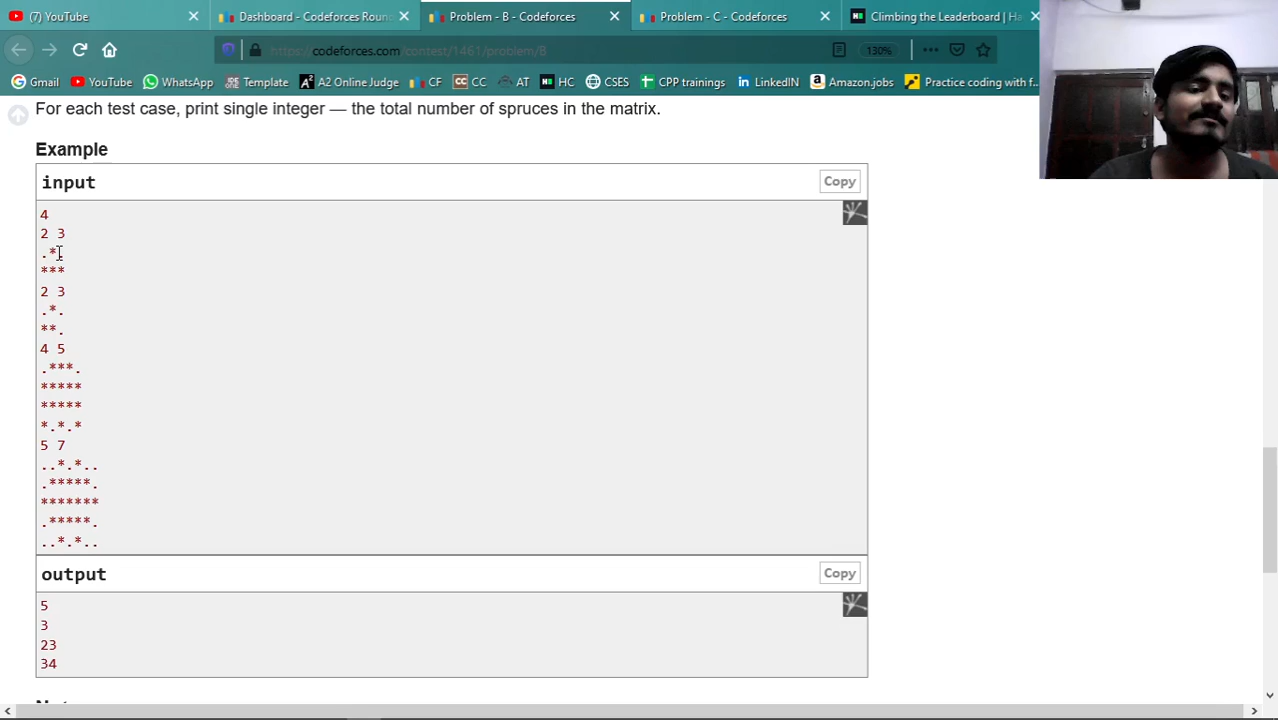 (7) YouTube
Dashboard - Codeforces Roun
Problem - B - Codeforces
Problem - C - Codeforces
Climbing the Leaderboard | Ha
https://codeforces.com/contest/1461/problem/B
130%
Gmail YouTube WhatsApp Template A2 Online Judge CF CC AT HC CSES CPP trainings LinkedIn Amazon.jobs Practice coding with f...
For each test case, print single integer — the total number of spruces in the matrix.
Example
input
Copy
4
2 3
.*.
***
2 3
.*.
**.
4 5
.***.
*****
*****
*.*.*
5 7
..*.*..
.*****.
*******
.*****.
..*.*..
output
Copy
5
3
23
34